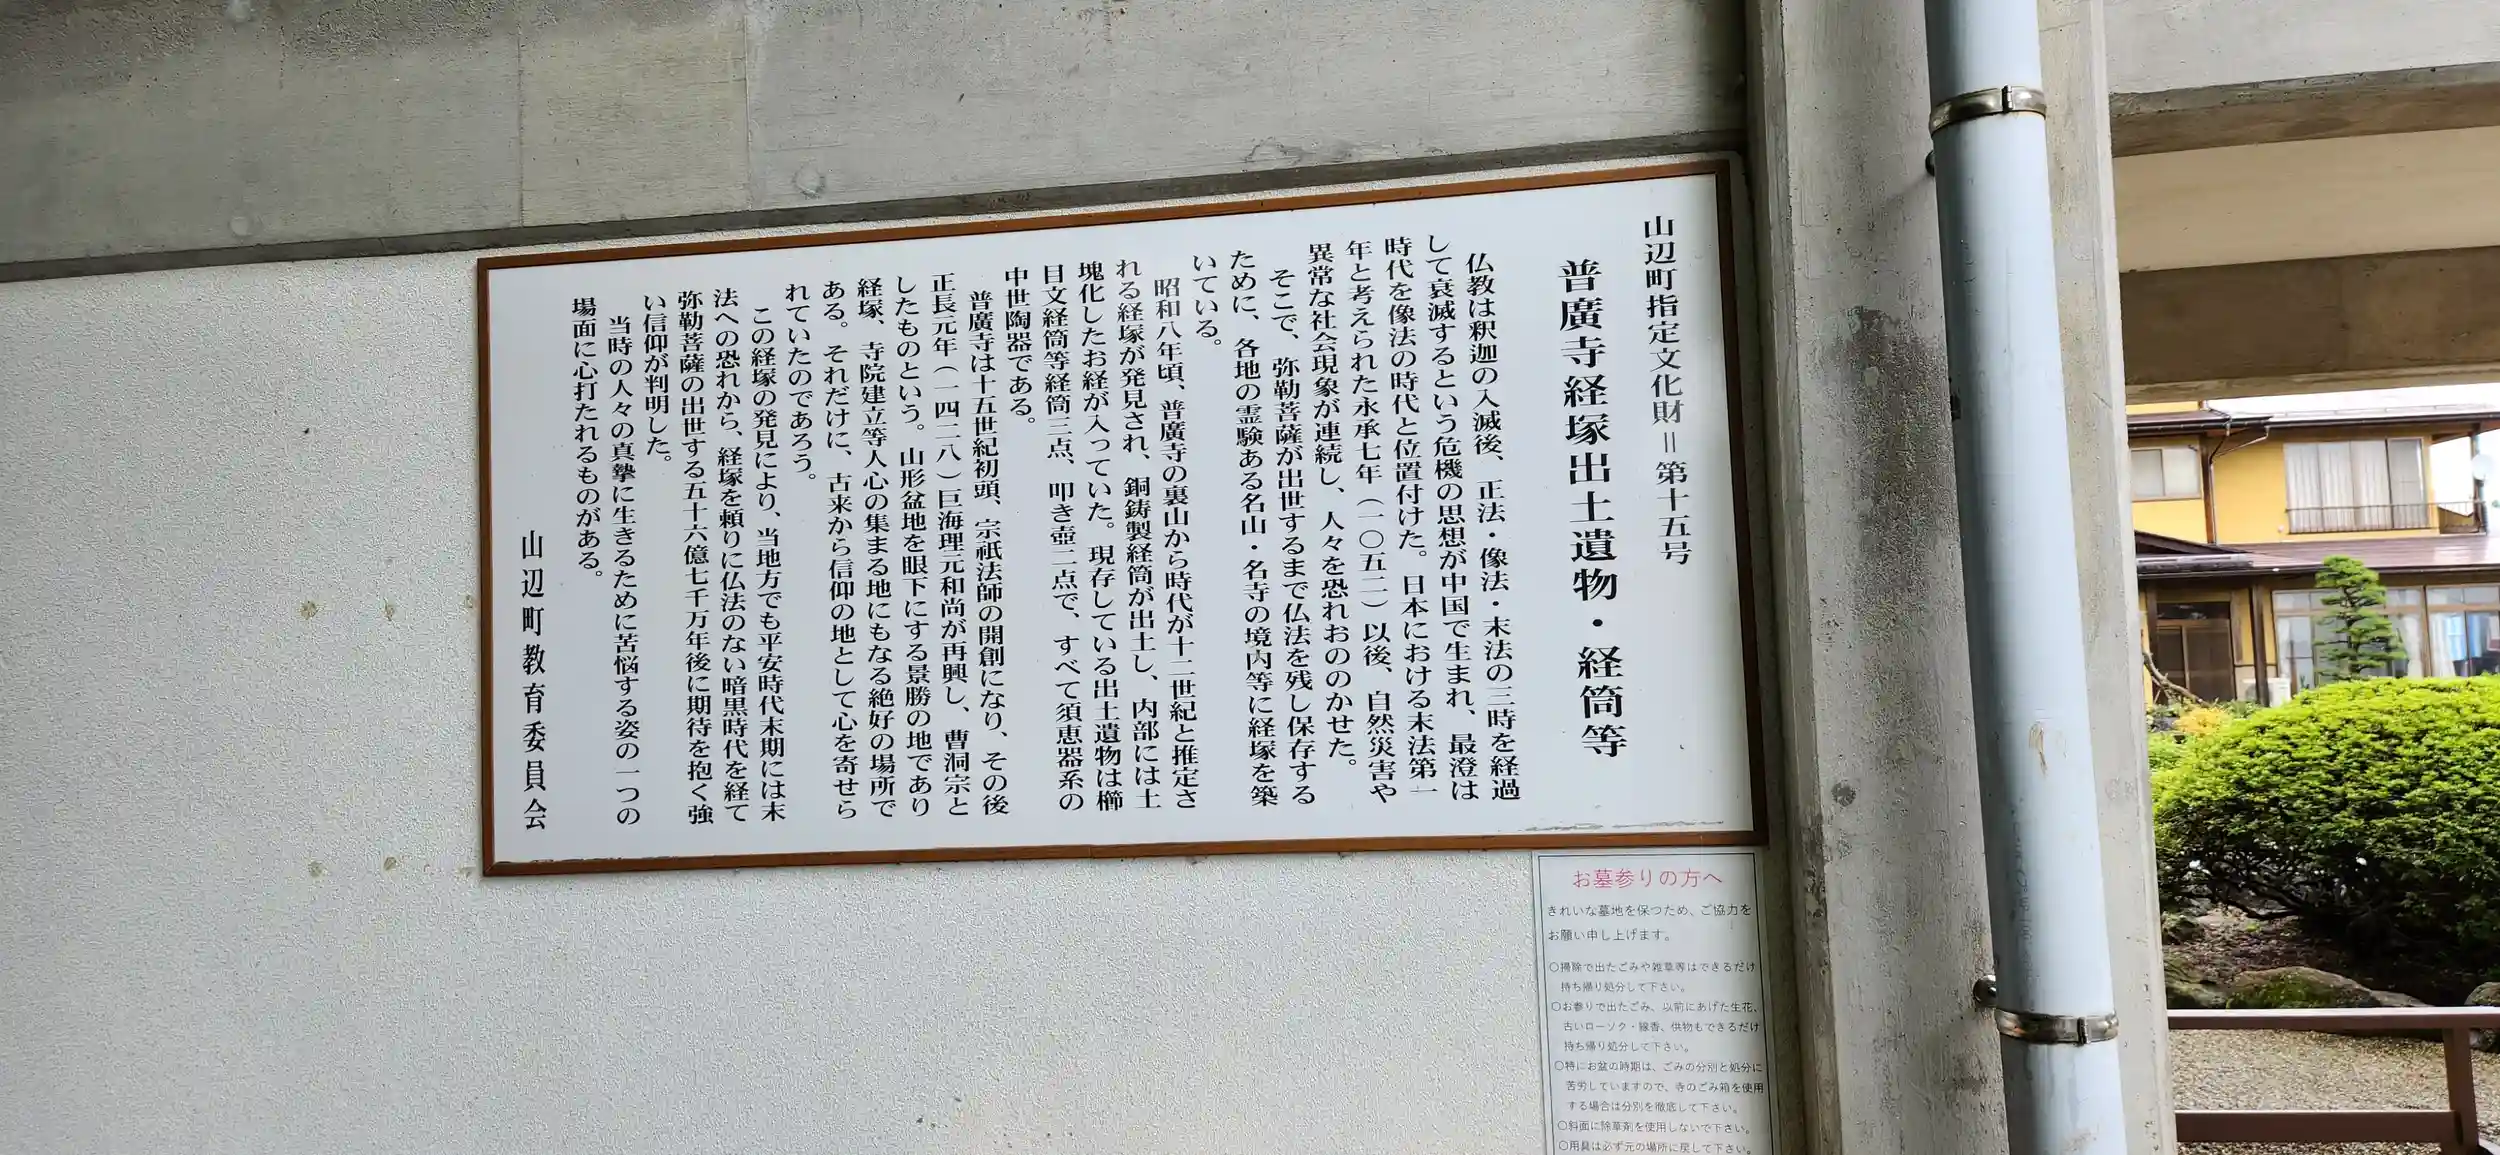 山辺町指定文化財＝第十五号
普廣寺経塚出土遺物・経筒等
仏教は釈迦の入滅後、正法・像法・末法の三時を経過
して衰滅するという危機の思想が中国で生まれ、最澄は
時代を像法の時代と位置付けた。日本における末法第一
年と考えられた永承七年（一〇五二）以後、自然災害や
異常な社会現象が連続し、人々を恐れおののかせた。
そこで、弥勒菩薩が出世するまで仏法を残し保存する
ために、各地の霊験ある名山・名寺の境内等に経塚を築
いている。
昭和八年頃、普廣寺の裏山から時代が十二世紀と推定さ
れる経塚が発見され、銅鋳製経筒が出土し、内部には土
塊化したお経が入っていた。現存している出土遺物は櫛
目文経筒等経筒三点、叩き壺二点で、すべて須恵器系の
中世陶器である。
普廣寺は十五世紀初頭、宗祇法師の開創になり、その後
正長元年（一四二八）巨海理元和尚が再興し、曹洞宗と
したものという。山形盆地を眼下にする景勝の地であり
経塚、寺院建立等人心の集まる地にもなる絶好の場所で
ある。それだけに、古来から信仰の地として心を寄せら
れていたのであろう。
この経塚の発見により、当地方でも平安時代末期には末
法への恐れから、経塚を頼りに仏法のない暗黒時代を経て
弥勒菩薩の出世する五十六億七千万年後に期待を抱く強
い信仰が判明した。
当時の人々の真摯に生きるために苦悩する姿の一つの
場面に心打たれるものがある。
山辺町教育委員会
お墓参りの方へ
きれいな墓地を保つため、ご協力を
お願い申し上げます。
○掃除で出たごみや雑草等はできるだけ
持ち帰り処分して下さい。
○お参りで出たごみ、以前にあげた生花、
古いローソク・線香、供物もできるだけ
持ち帰り処分して下さい。
○特にお盆の時期は、ごみの分別と処分に
苦労していますので、寺のごみ箱を使用
する場合は分別を徹底して下さい。
○斜面に除草剤を使用しないで下さい。
○用具は必ず元の場所に戻して下さい。